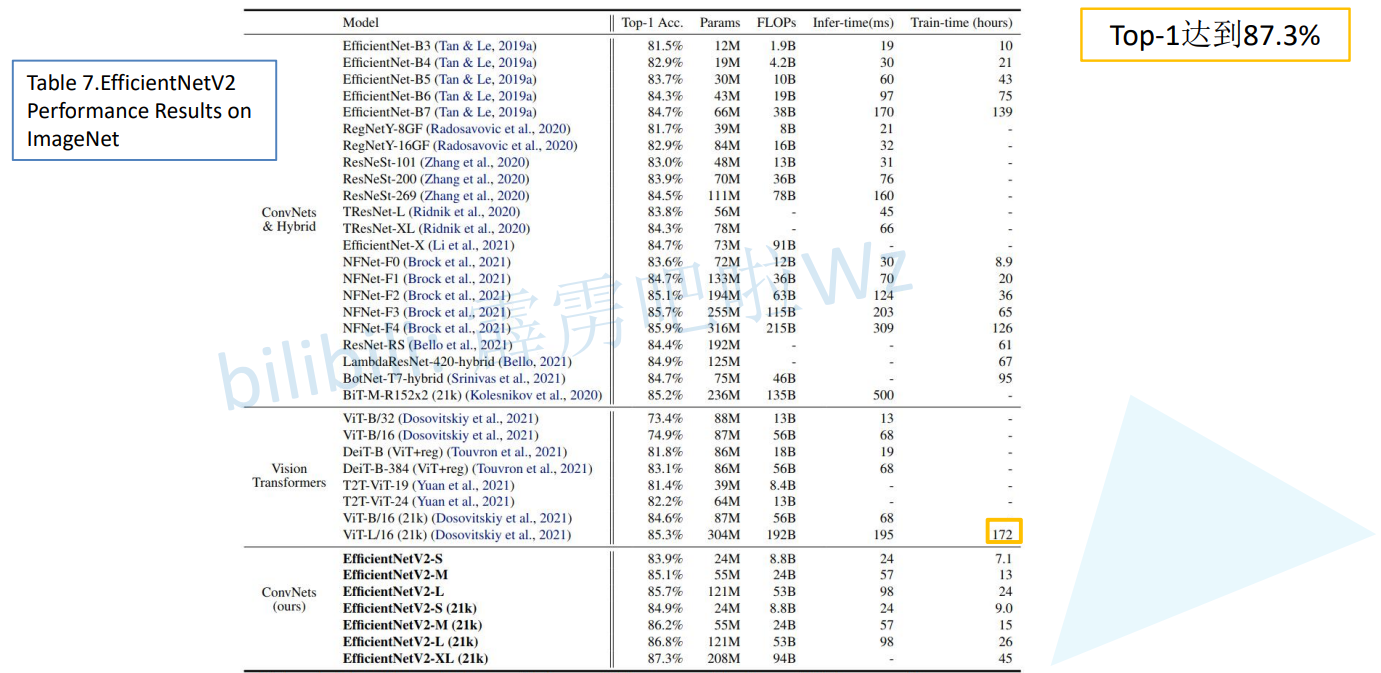 Top-1达到87.3%
Table 7.EfficientNetV2
Performance Results on
ImageNet
Model Top-1 Acc. Params FLOPs Infer-time(ms) Train-time (hours)
ConvNets
& Hybrid
EfficientNet-B3 (Tan & Le, 2019a) 81.5% 12M 1.9B 19 10
EfficientNet-B4 (Tan & Le, 2019a) 82.9% 19M 4.2B 30 21
EfficientNet-B5 (Tan & Le, 2019a) 83.7% 30M 10B 60 43
EfficientNet-B6 (Tan & Le, 2019a) 84.3% 43M 19B 97 75
EfficientNet-B7 (Tan & Le, 2019a) 84.7% 66M 38B 170 139
RegNetY-8GF (Radosavovic et al., 2020) 81.7% 39M 8B 21 -
RegNetY-16GF (Radosavovic et al., 2020) 82.9% 84M 16B 32 -
ResNeSt-101 (Zhang et al., 2020) 83.0% 48M 13B 31 -
ResNeSt-200 (Zhang et al., 2020) 83.9% 70M 36B 76 -
ResNeSt-269 (Zhang et al., 2020) 84.5% 111M 78B 160 -
TResNet-L (Ridnik et al., 2020) 83.8% 56M - 45 -
TResNet-XL (Ridnik et al., 2020) 84.3% 78M - 66 -
EfficientNet-X (Li et al., 2021) 84.7% 73M 91B - -
NFNet-F0 (Brock et al., 2021) 83.6% 72M 12B 30 8.9
NFNet-F1 (Brock et al., 2021) 84.7% 133M 36B 70 20
NFNet-F2 (Brock et al., 2021) 85.1% 194M 63B 124 36
NFNet-F3 (Brock et al., 2021) 85.7% 255M 115B 203 65
NFNet-F4 (Brock et al., 2021) 85.9% 316M 215B 309 126
ResNet-RS (Bello et al., 2021) 84.4% 192M - - 61
LambdaResNet-420-hybrid (Bello, 2021) 84.9% 125M - - 67
BotNet-T7-hybrid (Srinivas et al., 2021) 84.7% 75M 46B - 95
BiT-M-R152x2 (21k) (Kolesnikov et al., 2020) 85.2% 236M 135B 500 -
Vision
Transformers
ViT-B/32 (Dosovitskiy et al., 2021) 73.4% 88M 13B 13 -
ViT-B/16 (Dosovitskiy et al., 2021) 74.9% 87M 56B 68 -
DeiT-B (ViT+reg) (Touvron et al., 2021) 81.8% 86M 18B 19 -
DeiT-B-384 (ViT+reg) (Touvron et al., 2021) 83.1% 86M 56B 68 -
T2T-ViT-19 (Yuan et al., 2021) 81.4% 39M 8.4B - -
T2T-ViT-24 (Yuan et al., 2021) 82.2% 64M 13B - -
ViT-B/16 (21k) (Dosovitskiy et al., 2021) 84.6% 87M 56B 68 -
ViT-L/16 (21k) (Dosovitskiy et al., 2021) 85.3% 304M 192B 195 172
ConvNets
(ours)
EfficientNetV2-S 83.9% 24M 8.8B 24 7.1
EfficientNetV2-M 85.1% 55M 24B 57 13
EfficientNetV2-L 85.7% 121M 53B 98 24
EfficientNetV2-S (21k) 84.9% 24M 8.8B 24 9.0
EfficientNetV2-M (21k) 86.2% 55M 24B 57 15
EfficientNetV2-L (21k) 86.8% 121M 53B 98 26
EfficientNetV2-XL (21k) 87.3% 208M 94B - 45
bilibili: 霹雳吧啦Wz